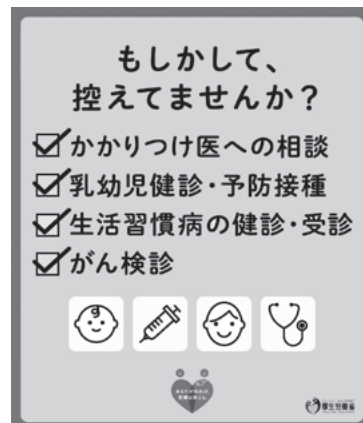 もしかして、
控えてませんか？
かかりつけ医への相談
乳幼児健診・予防接種
生活習慣病の健診・受診
がん検診
厚生労働省